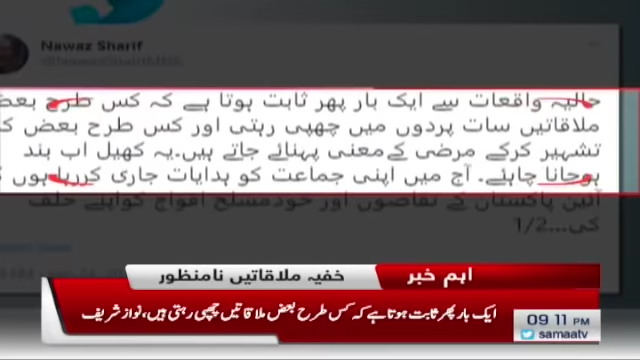 Nawaz Sharif
@NawazSharifMNS
حالیہ واقعات سے ایک بار پھر ثابت ہوتا ہے کہ کس طرح بعض
ملاقاتیں سات پردوں میں چھپی رہتی اور کس طرح بعض
تشہیر کرکے مرضی کے معنی پہنائے جاتے ہیں۔یہ کھیل اب بند
ہوجانا چاہئے۔ آج میں اپنی جماعت کو ہدایات جاری کررہا ہوں
آئین پاکستان کے تقاضوں اور خود مسلح افواج کو اپنے حلف
کی...1/2
خفیہ ملاقاتیں نامنظور
اہم خبر
ایک بار پھر ثابت ہوتا ہے کہ کس طرح بعض ملاقاتیں چھپی رہتی ہیں، نواز شریف
09 11 PM
samaatv